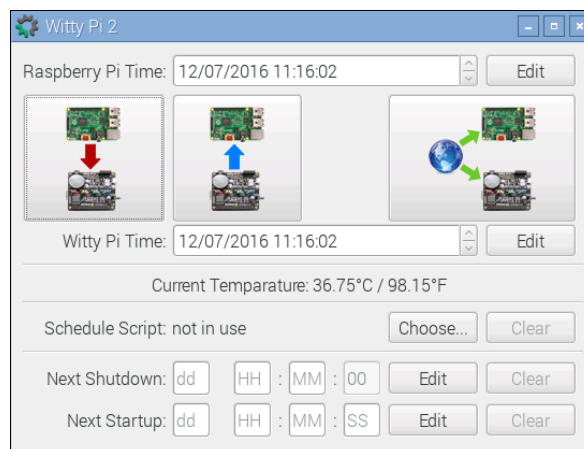 Witty Pi 2
Raspberry Pi Time: 12/07/2016 11:16:02 Edit
Witty Pi Time: 12/07/2016 11:16:02 Edit
Current Temparature: 36.75°C / 98.15°F
Schedule Script: not in use Choose... Clear
Next Shutdown: dd HH : MM : 00 Edit Clear
Next Startup: dd HH : MM : SS Edit Clear